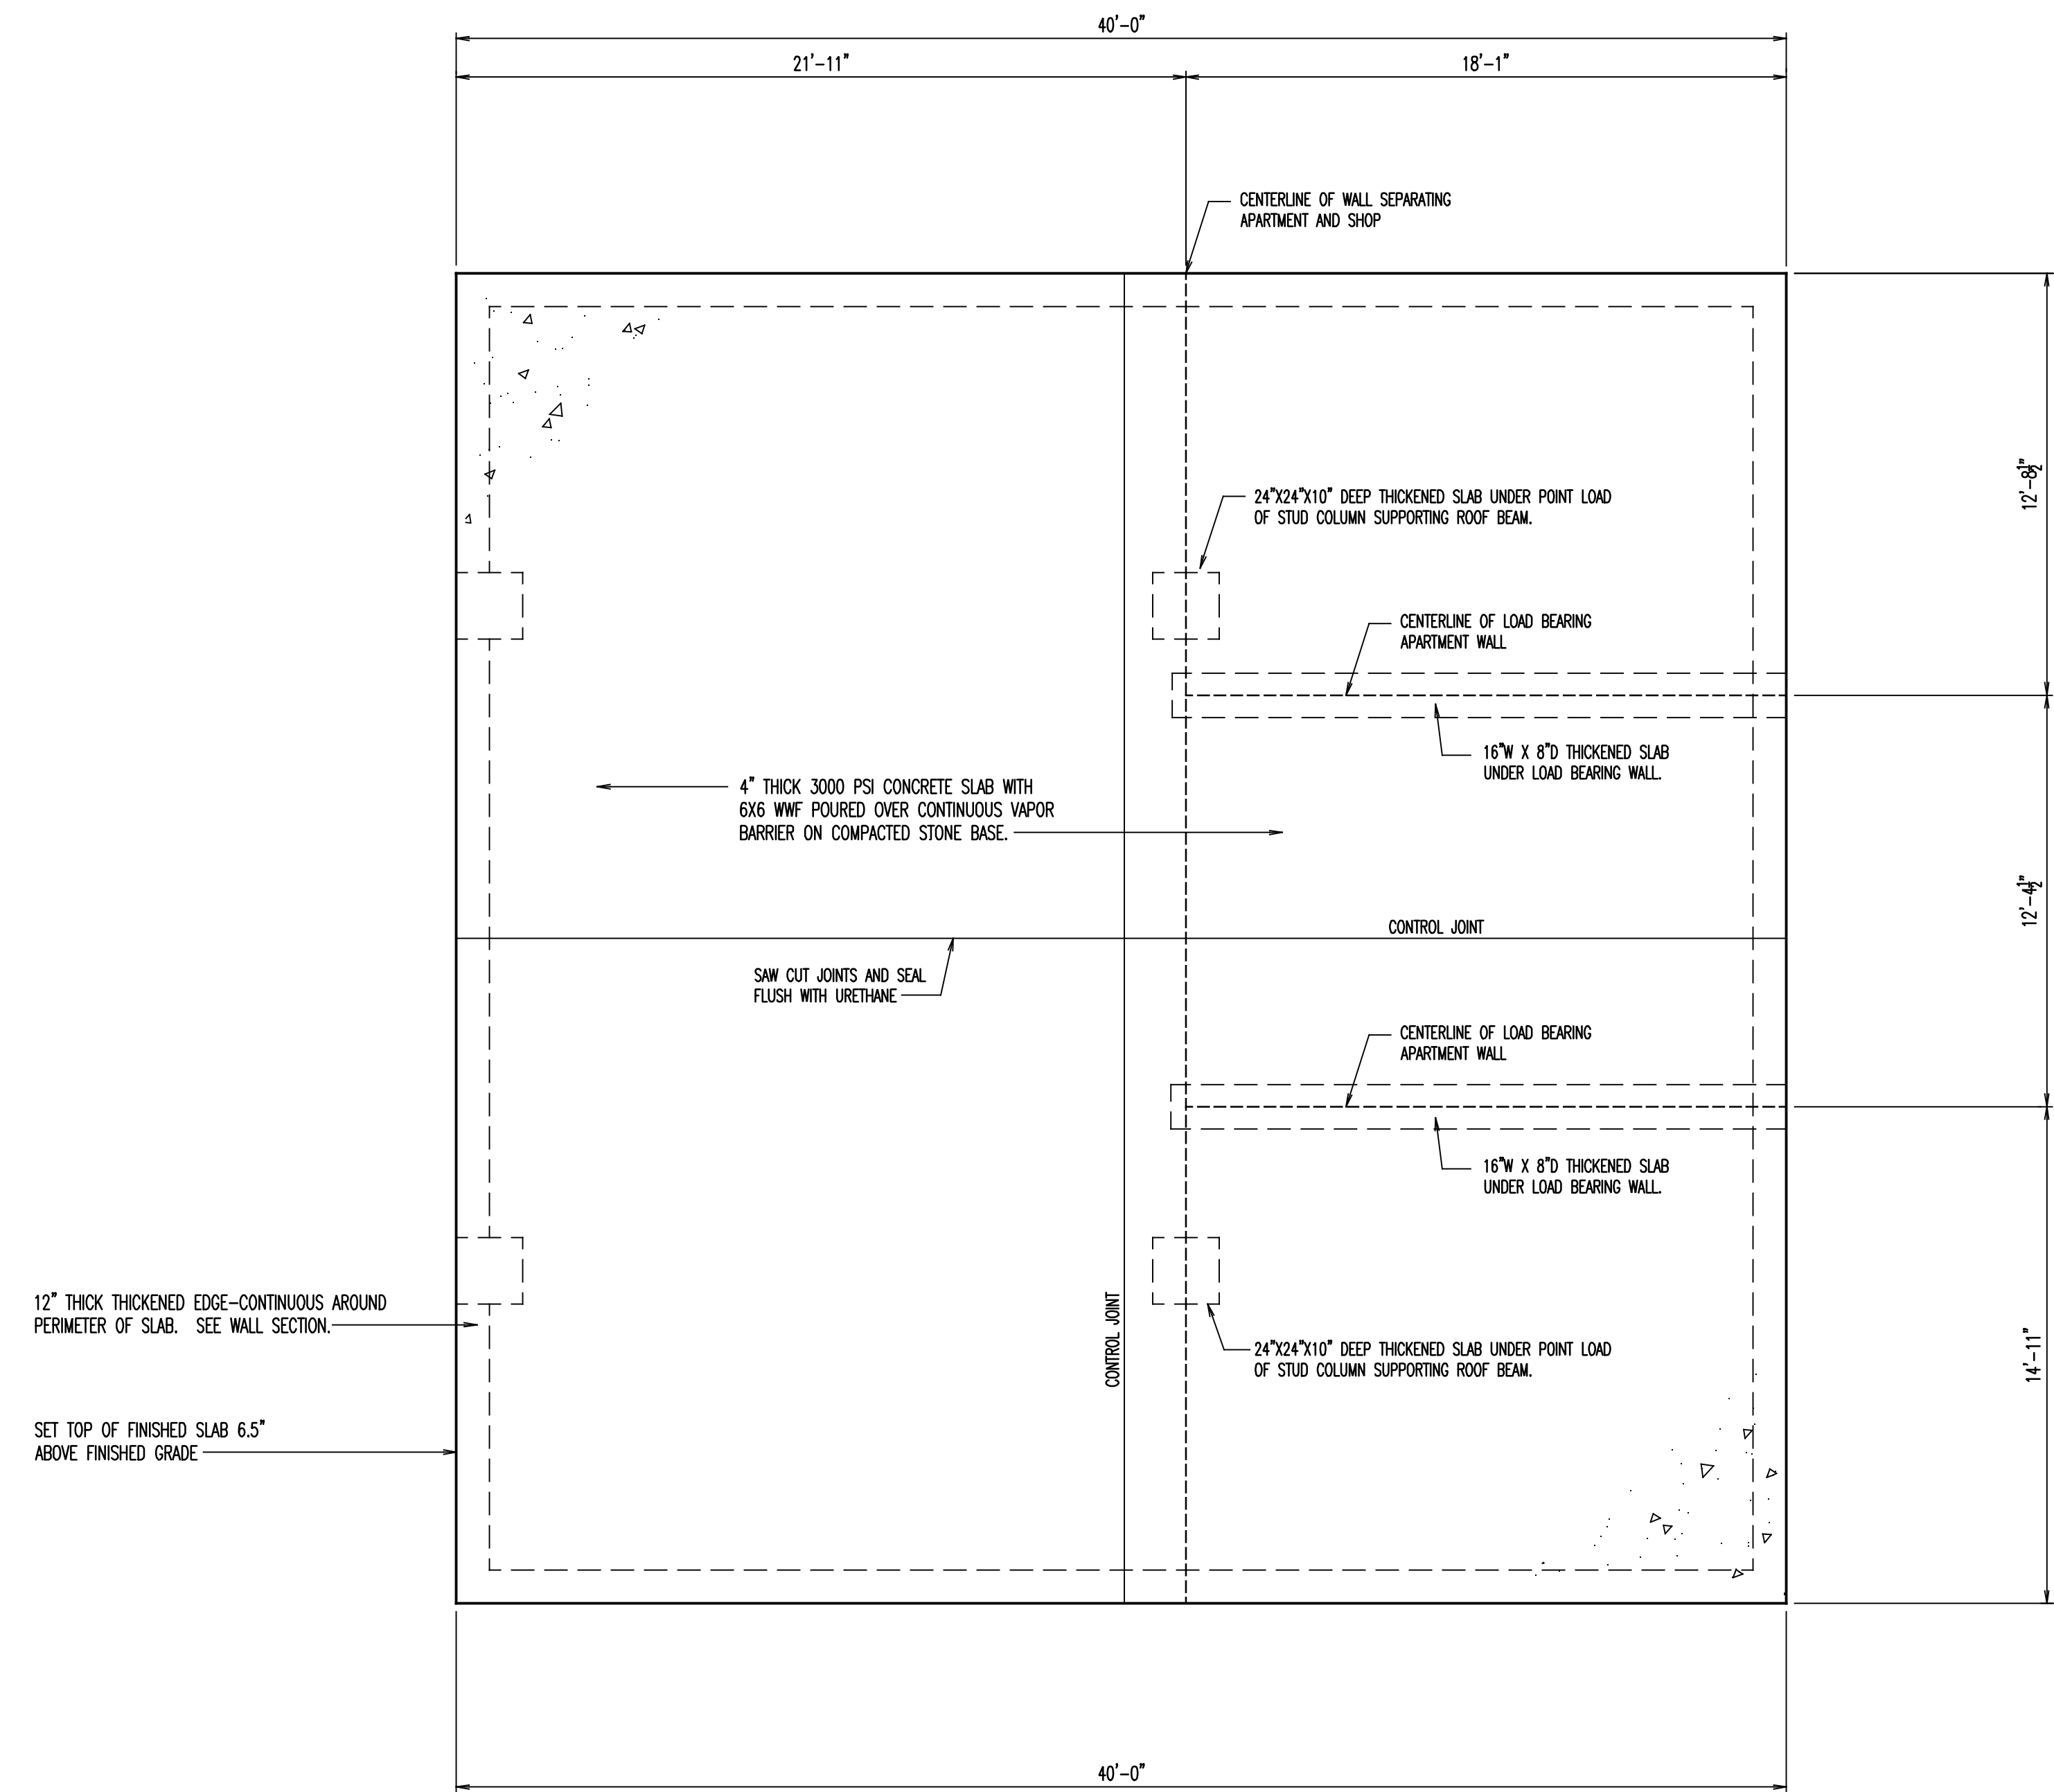 40'-0"
21'-11"
18'-1"
CENTERLINE OF WALL SEPARATING
APARTMENT AND SHOP
12'-8½"
24"X24"X10" DEEP THICKENED SLAB UNDER POINT LOAD
OF STUD COLUMN SUPPORTING ROOF BEAM.
CENTERLINE OF LOAD BEARING
APARTMENT WALL
16"W X 8"D THICKENED SLAB
UNDER LOAD BEARING WALL.
4" THICK 3000 PSI CONCRETE SLAB WITH
6X6 WWF POURED OVER CONTINUOUS VAPOR
BARRIER ON COMPACTED STONE BASE.
12'-4½"
CONTROL JOINT
SAW CUT JOINTS AND SEAL
FLUSH WITH URETHANE
CENTERLINE OF LOAD BEARING
APARTMENT WALL
16"W X 8"D THICKENED SLAB
UNDER LOAD BEARING WALL.
12" THICK THICKENED EDGE-CONTINUOUS AROUND
PERIMETER OF SLAB. SEE WALL SECTION.
CONTROL JOINT
24"X24"X10" DEEP THICKENED SLAB UNDER POINT LOAD
OF STUD COLUMN SUPPORTING ROOF BEAM.
14'-11"
SET TOP OF FINISHED SLAB 6.5"
ABOVE FINISHED GRADE
40'-0"